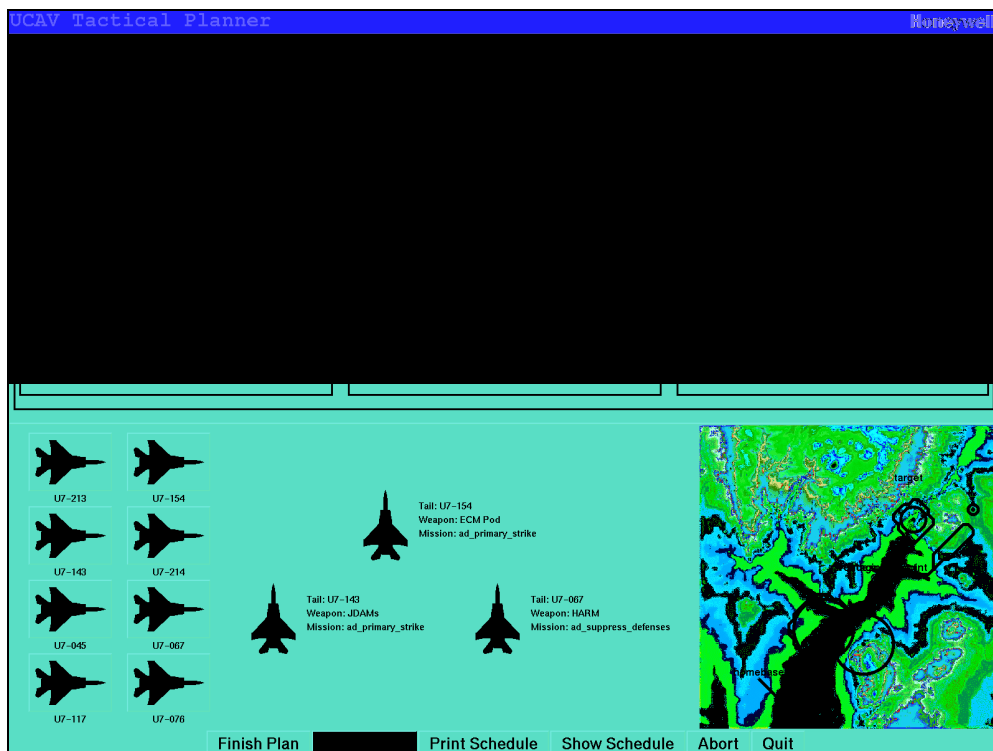 UCAV Tactical Planner
Honeywell
U7-213
U7-154
U7-143
U7-214
U7-045
U7-067
U7-117
U7-076
Tail: U7-154
Weapon: ECM Pod
Mission: ad_primary_strike
Tail: U7-143
Weapon: JDAMs
Mission: ad_primary_strike
Tail: U7-067
Weapon: HARM
Mission: ad_suppress_defenses
target
homebase
Finish Plan
Print Schedule
Show Schedule
Abort
Quit